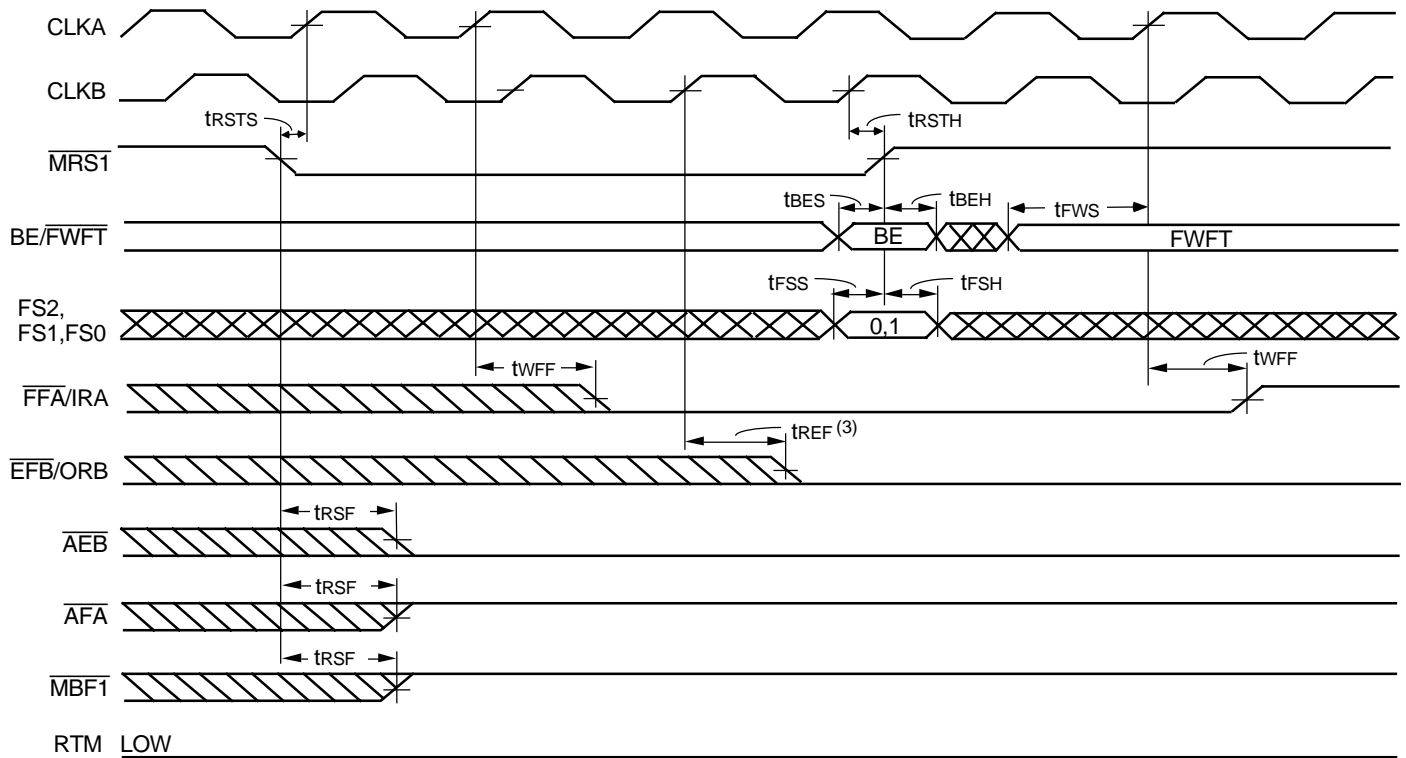 CLKA
CLKB
tRSTS
tRSTH
MRS1
tBES
tBEH
tFWS
BE/FWFT
BE
FWFT
tFSS
tFSH
FS2,
FS1,FS0
0,1
tWFF
tWFF
FFA/IRA
tREF (3)
EFB/ORB
tRSF
AEB
tRSF
AFA
tRSF
MBF1
RTM LOW